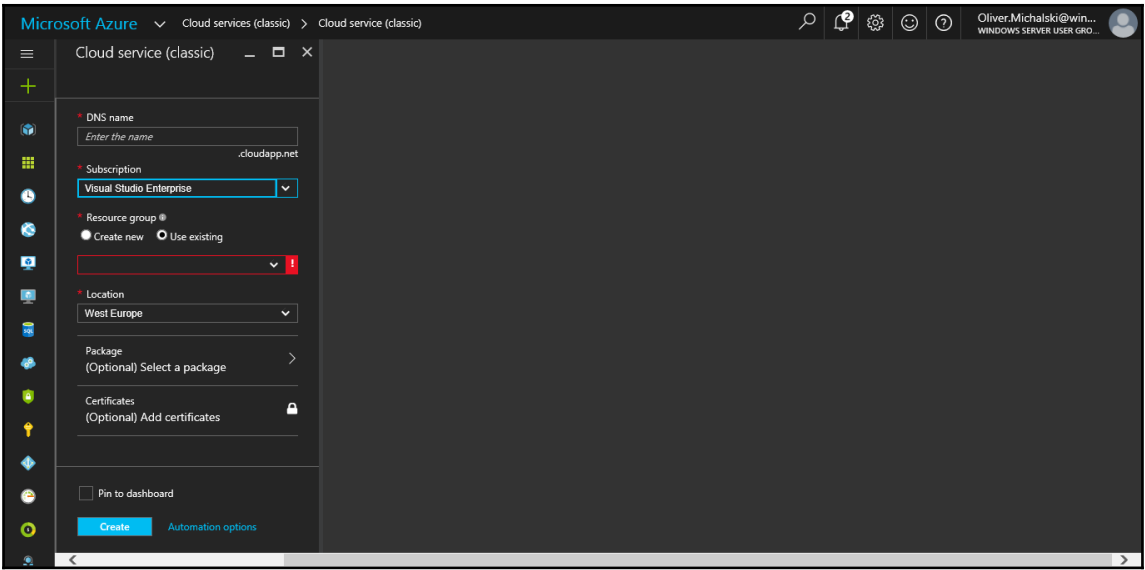 Microsoft Azure Cloud services (classic) > Cloud service (classic)
2
Oliver.Michalski@win...
WINDOWS SERVER USER GRO...
Cloud service (classic)
* DNS name
Enter the name
.cloudapp.net
* Subscription
Visual Studio Enterprise
* Resource group
Create new Use existing
!
* Location
West Europe
Package
(Optional) Select a package
Certificates
(Optional) Add certificates
SQL
Pin to dashboard
Create Automation options